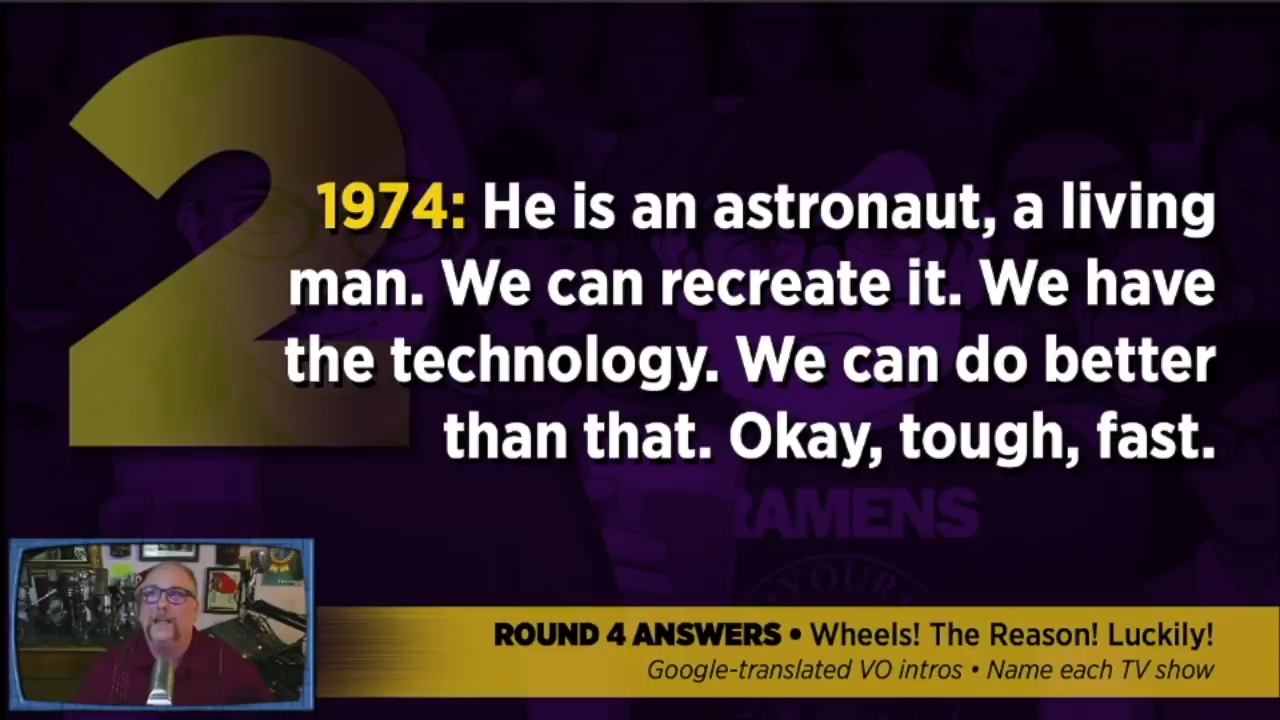 2
1974: He is an astronaut, a living
man. We can recreate it. We have
the technology. We can do better
than that. Okay, tough, fast.
RAMENS
YOUR
ROUND 4 ANSWERS • Wheels! The Reason! Luckily!
Google-translated VO intros • Name each TV show